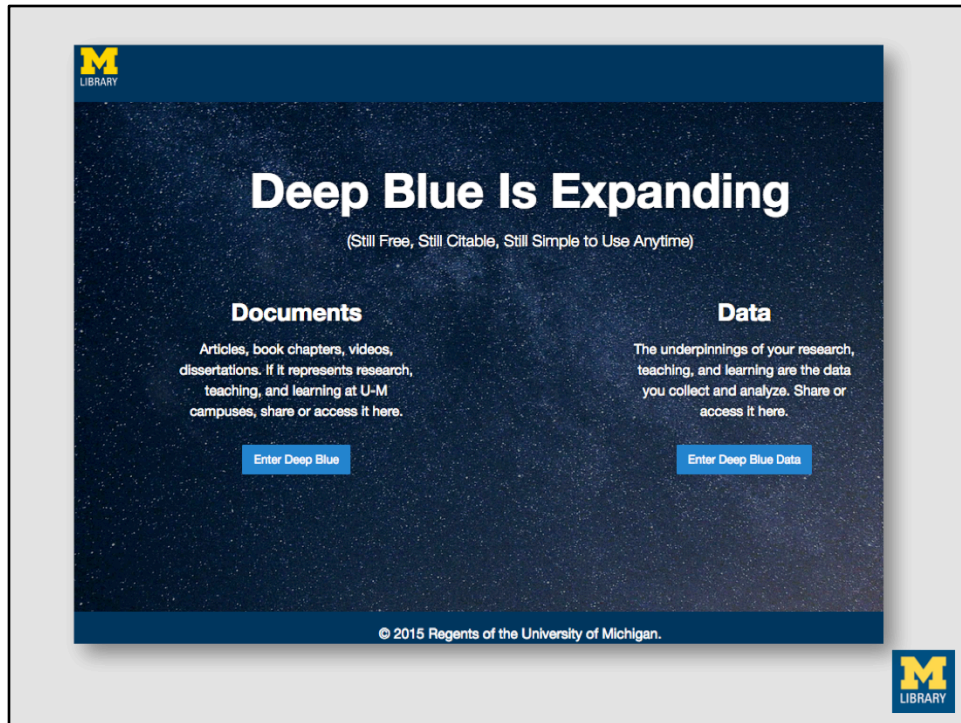 M
LIBRARY
Deep Blue Is Expanding
(Still Free, Still Citable, Still Simple to Use Anytime)
Documents
Articles, book chapters, videos,
dissertations. If it represents research,
teaching, and learning at U-M
campuses, share or access it here.
Enter Deep Blue
Data
The underpinnings of your research,
teaching, and learning are the data
you collect and analyze. Share or
access it here.
Enter Deep Blue Data
© 2015 Regents of the University of Michigan.
M
LIBRARY